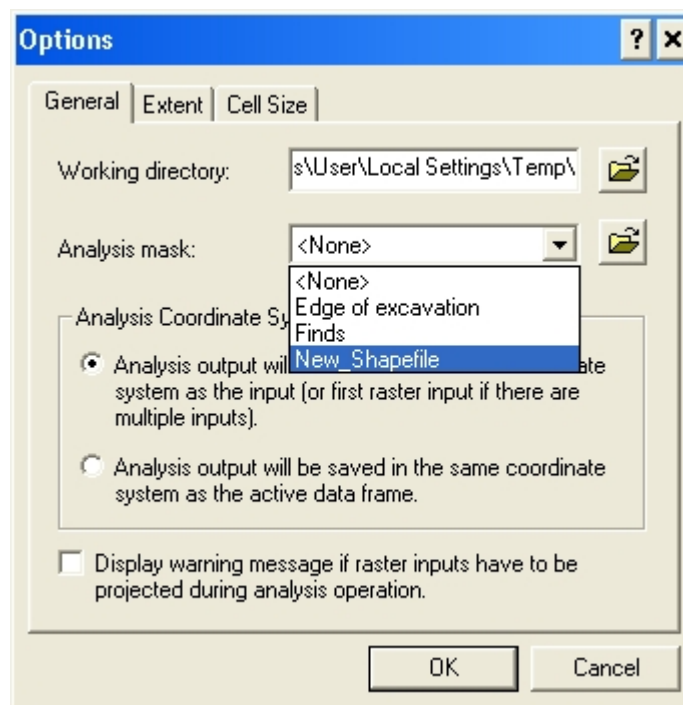 Options
?
General Extent Cell Size
Working directory: s\User\Local Settings\Temp\
Analysis mask: <None>
<None>
Edge of excavation
Finds
New_Shapefile
Analysis Coordinate Sy
Analysis output wil ate
system as the input (or first raster input if there are
multiple inputs).
Analysis output will be saved in the same coordinate
system as the active data frame.
Display warning message if raster inputs have to be
projected during analysis operation.
OK Cancel